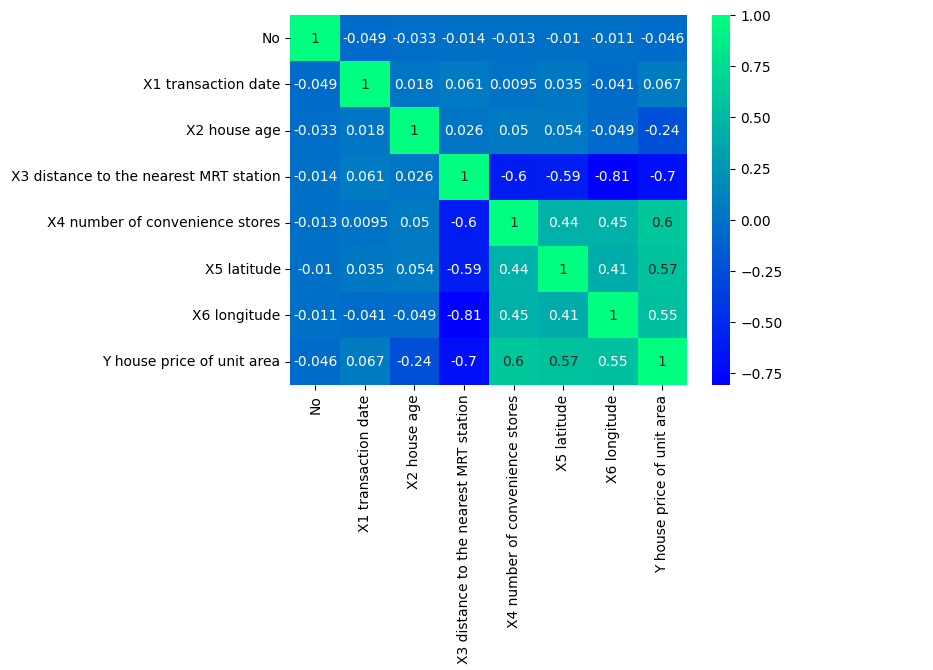 No 1 -0.049 -0.033 -0.014 -0.013 -0.01 -0.011 -0.046
X1 transaction date -0.049 1 0.018 0.061 0.0095 0.035 -0.041 0.067
X2 house age -0.033 0.018 1 0.026 0.05 0.054 -0.049 -0.24
X3 distance to the nearest MRT station -0.014 0.061 0.026 1 -0.6 -0.59 -0.81 -0.7
X4 number of convenience stores -0.013 0.0095 0.05 -0.6 1 0.44 0.45 0.6
X5 latitude -0.01 0.035 0.054 -0.59 0.44 1 0.41 0.57
X6 longitude -0.011 -0.041 -0.049 -0.81 0.45 0.41 1 0.55
Y house price of unit area -0.046 0.067 -0.24 -0.7 0.6 0.57 0.55 1
No
X1 transaction date
X2 house age
X3 distance to the nearest MRT station
X4 number of convenience stores
X5 latitude
X6 longitude
Y house price of unit area
1.00
0.75
0.50
0.25
0.00
−0.25
−0.50
−0.75